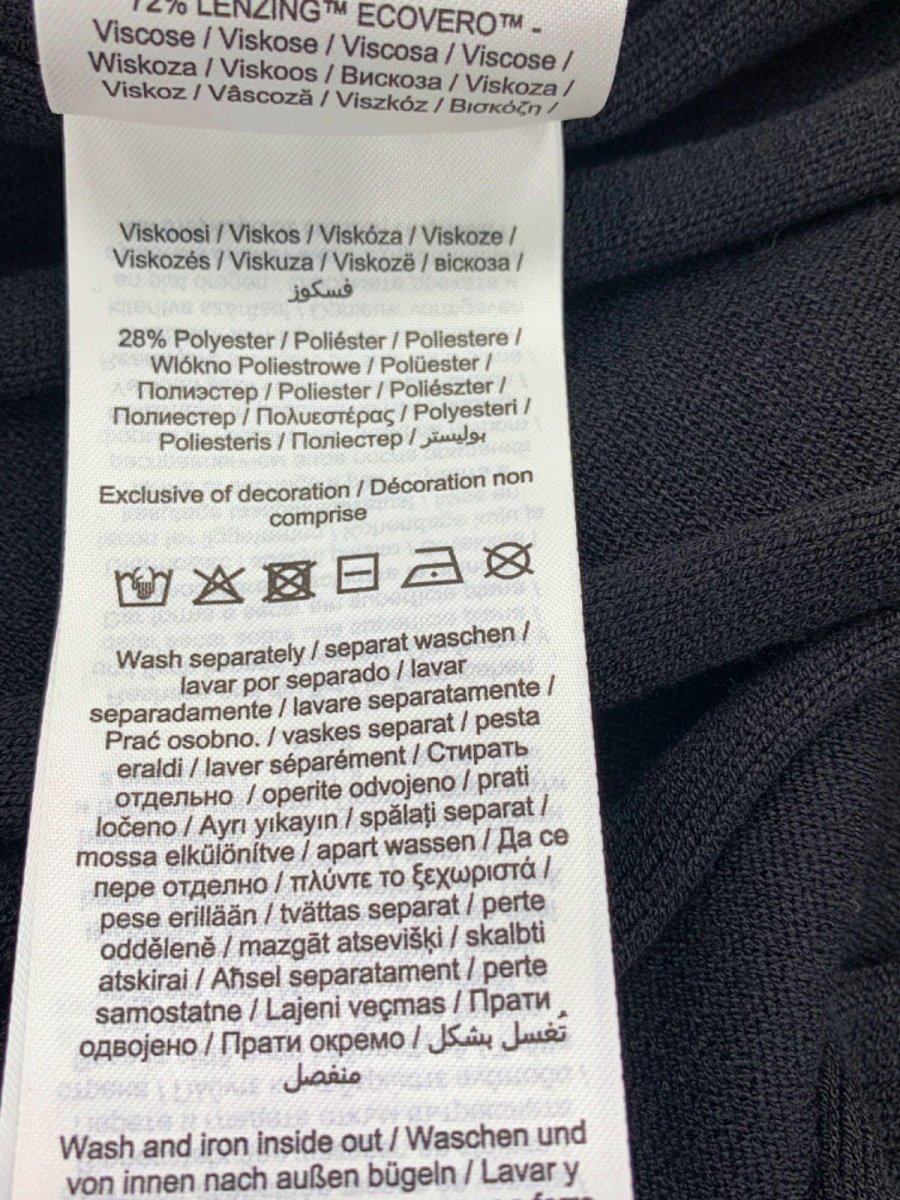 72% LENZING™ ECOVERO™ -
Viscose / Viskose / Viscosa / Viscose /
Wiskoza / Viskoos / Вискоза / Viskoza /
Viskoz / Vâscoză / Viszkóz / Βισκόζη /
Viskoosi / Viskos / Viskóza / Viskoze /
Viskozés / Viskuza / Viskozë / віскоза /
فسكوز
28% Polyester / Poliéster / Poliestere /
Wlókno Poliestrowe / Polüester /
Полиэстер / Poliester / Poliészter /
Полиестер / Πολυεστέρας / Polyesteri /
Poliesteris / Поліестер / بوليستر
Exclusive of decoration / Décoration non
comprise
Wash separately / separat waschen /
lavar por separado / lavar
separadamente / lavare separatamente /
Prać osobno. / vaskes separat / pesta
eraldi / laver séparément / Стирать
отдельно / operite odvojeno / prati
ločeno / Ayrı yıkayın / spălați separat /
mossa elkülönítve / apart wassen / Да се
пере отделно / πλύντε το ξεχωριστά /
pese erillään / tvättas separat / perte
odděleně / mazgāt atsevišķi / skalbti
atskirai / Aħsel separatament / perte
samostatne / Lajeni veçmas / Прати
одвојено / Прати окремо / تُغسل بشكل
منفصل
Wash and iron inside out / Waschen und
von innen nach außen bügeln / Lavar y